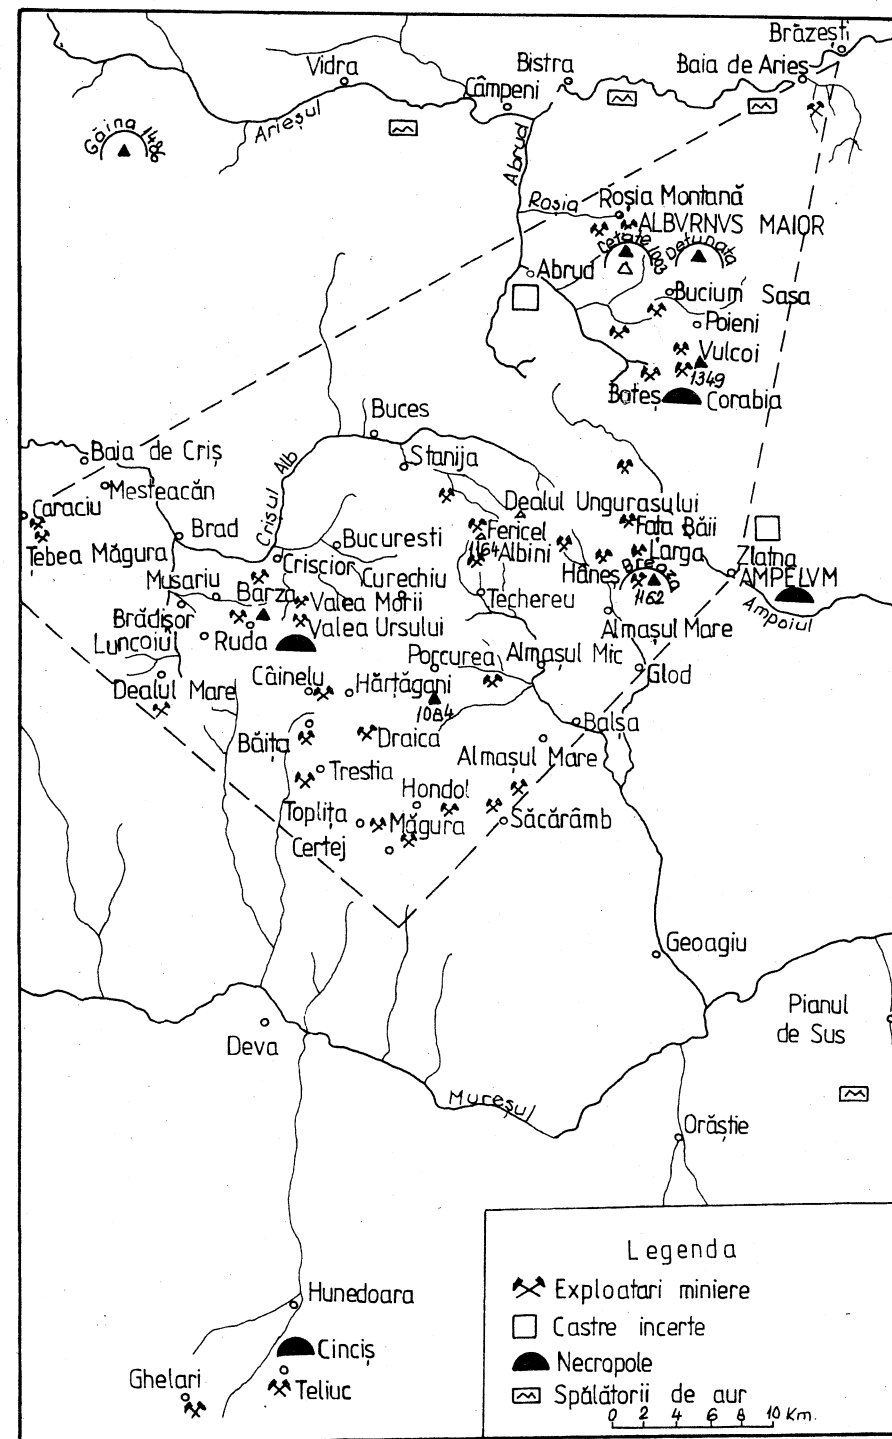 Brăzești
Vidra
Bistra
Baia de Arieș
Câmpeni
Arieșul
Găina 1486
Abrud
Roșia
Roșia Montană
ALBVRNVS MAIOR
Cetate 1003
Detunata
Abrud
Bucium Sasa
Poieni
Vulcoi
1349
Boteș
Corabia
Buces
Baia de Criș
Crișul Alb
Stanija
Mesteacăn
Caraciu
Dealul Ungurasului
Brad
Fericel
Fața Băii
Tebea Măgura
Bucuresti
1164
Albini
Larga
Zlatna
Criscior
Hănes
Breaza
AMPELVM
Musariu
Barza
Curechiu
1162
Valea Morii
Techereu
Ampoiul
Brădișor
Ruda
Valea Ursului
Almașul Mare
Luncoiul
Porcurea
Almașul Mic
Glod
Dealul Mare
Câinelu
Hărțăgani
1084
Balșa
Băița
Draica
Almașul Mare
Trestia
Hondol
Toplița
Măgura
Săcărâmb
Certej
Geoagiu
Pianul
de Sus
Deva
Mureșul
Orăștie
Legenda
Hunedoara
Exploatari miniere
Castre incerte
Cinciș
Necropole
Ghelari
Teliuc
Spălătorii de aur
0 2 4 6 8 10 Km.